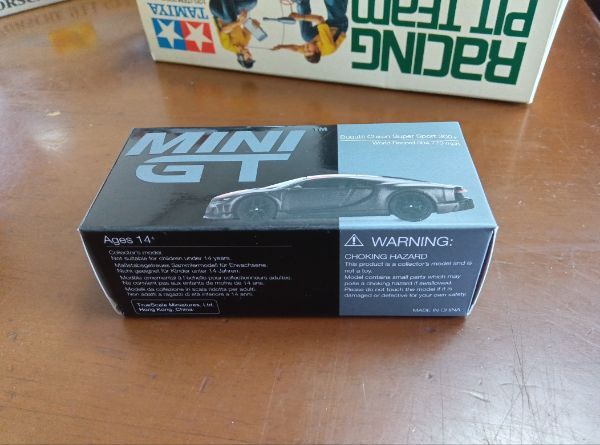 TAMIYA
RACING
PIT TEAM
MINI
GT
TM
Bugatti Chiron Super Sport 300+
World Record 304.773 mph
Ages 14+
Collector's model.
Not suitable for children under 14 years.
Maßstabsgetreues Sammlermodell für Erwachsene.
Nicht geeignet für Kinder unter 14 Jahren.
Modèle ornemental à l'échelle pour collectionneurs adultes.
Ne convient pas aux enfants de moins de 14 ans.
Modello da collezione in scala ridotta per adulti.
Non adatti a ragazzi di età inferiore a 14 anni.
TrueScale Miniatures, Ltd
Hong Kong, China
WARNING:
CHOKING HAZARD
This product is a collector's model and is
not a toy.
Model contains small parts which may
pose a choking hazard if swallowed.
Please do not touch the model if it is
damaged or defective for your own safety.
MADE IN CHINA